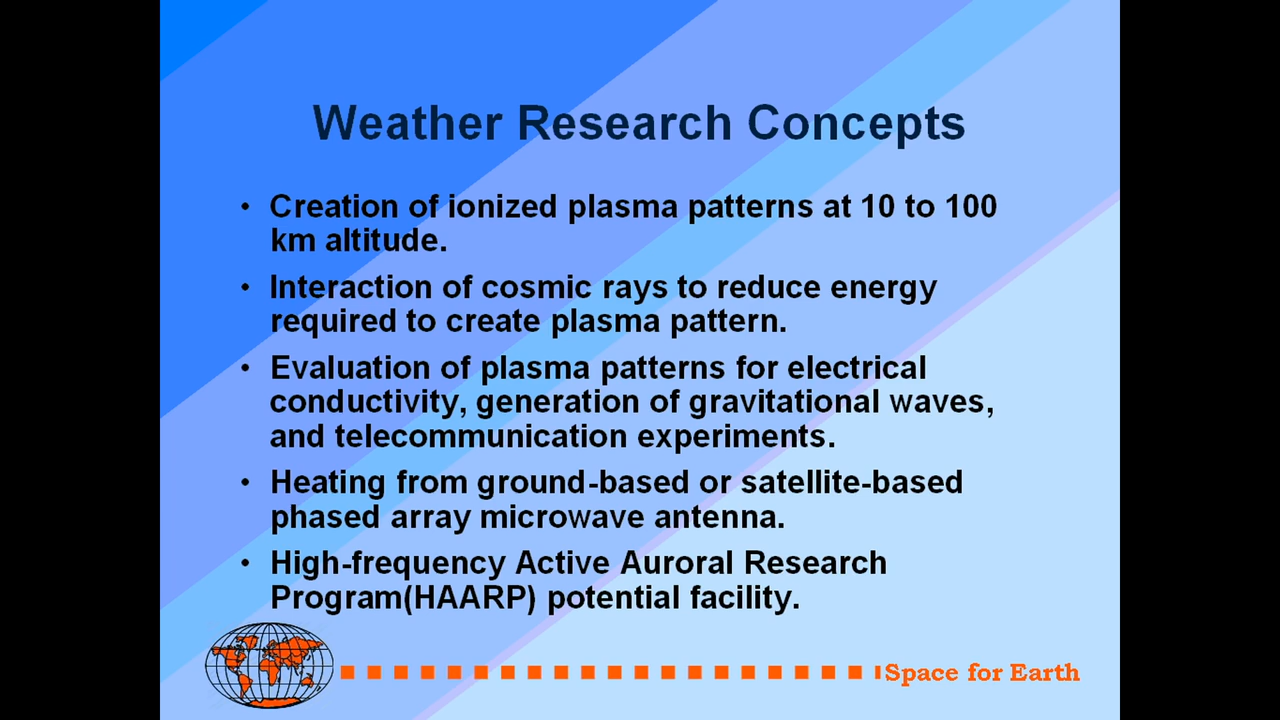 Weather Research Concepts
• Creation of ionized plasma patterns at 10 to 100
km altitude.
• Interaction of cosmic rays to reduce energy
required to create plasma pattern.
• Evaluation of plasma patterns for electrical
conductivity, generation of gravitational waves,
and telecommunication experiments.
• Heating from ground-based or satellite-based
phased array microwave antenna.
• High-frequency Active Auroral Research
Program(HAARP) potential facility.
Space for Earth